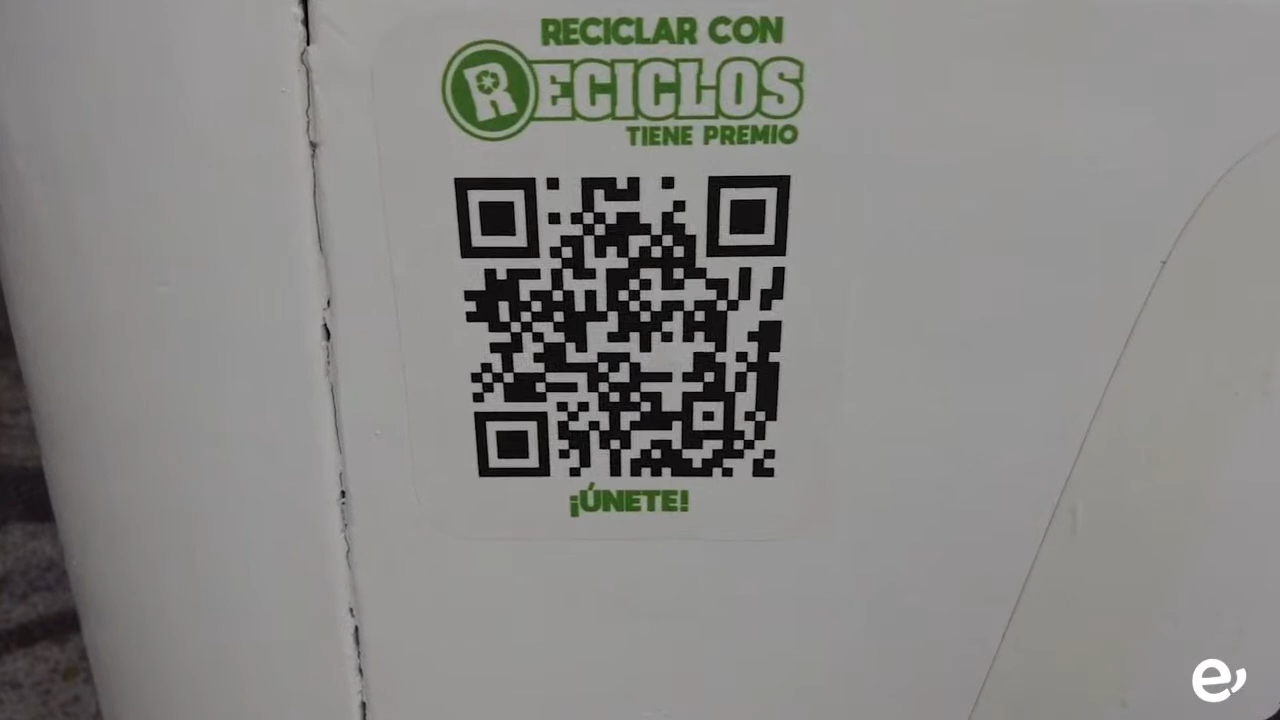 RECICLAR CON
RECICLOS
TIENE PREMIO
¡ÚNETE!
e